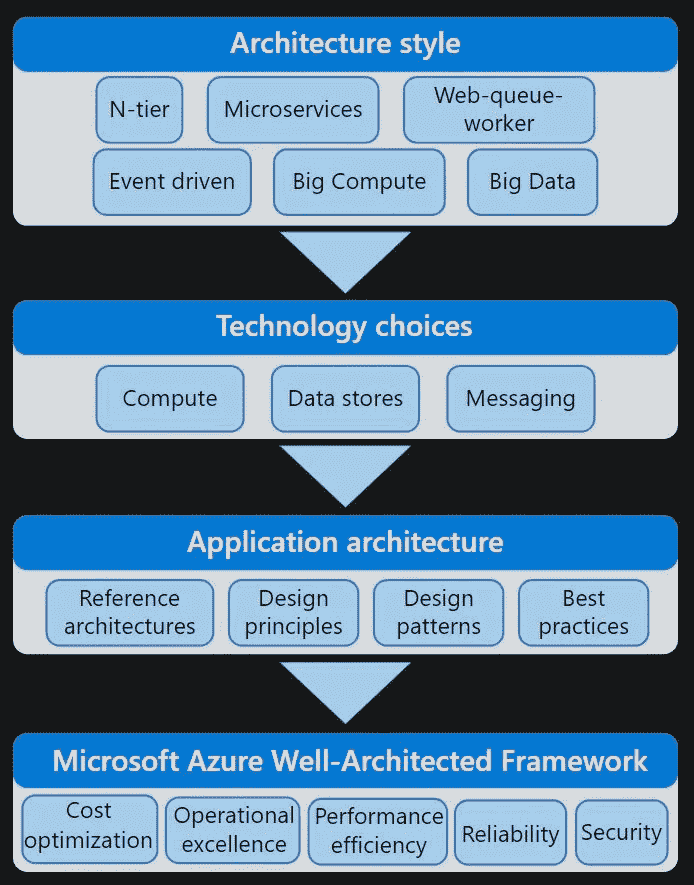 Architecture style
N-tier
Microservices
Web-queue-
worker
Event driven
Big Compute
Big Data
Technology choices
Compute
Data stores
Messaging
Application architecture
Reference
architectures
Design
principles
Design
patterns
Best
practices
Microsoft Azure Well-Architected Framework
Cost
optimization
Operational
excellence
Performance
efficiency
Reliability
Security